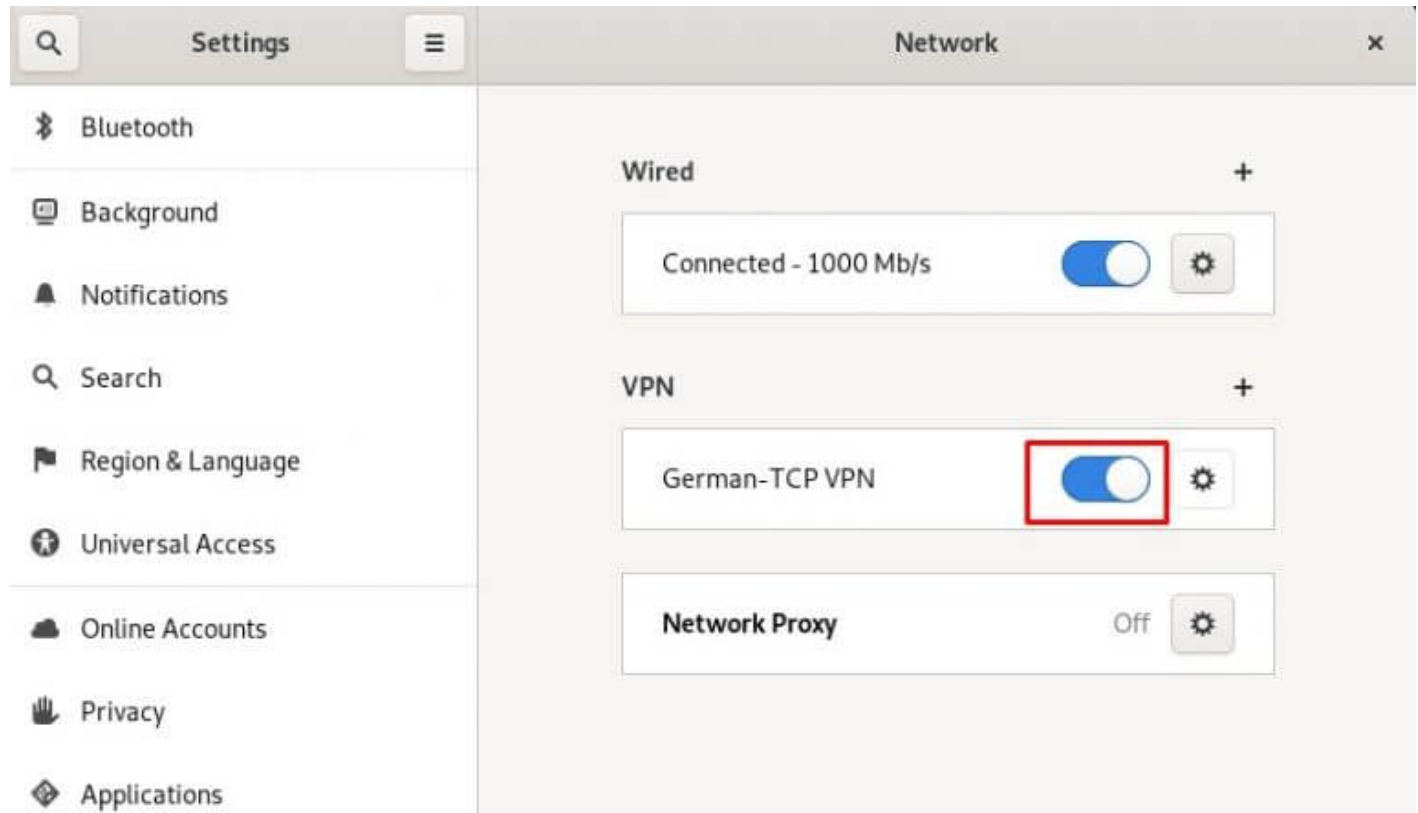 Settings
Network
Bluetooth
Background
Notifications
Search
Region & Language
Universal Access
Online Accounts
Privacy
Applications
Wired
Connected - 1000 Mb/s
VPN
German-TCP VPN
Network Proxy Off